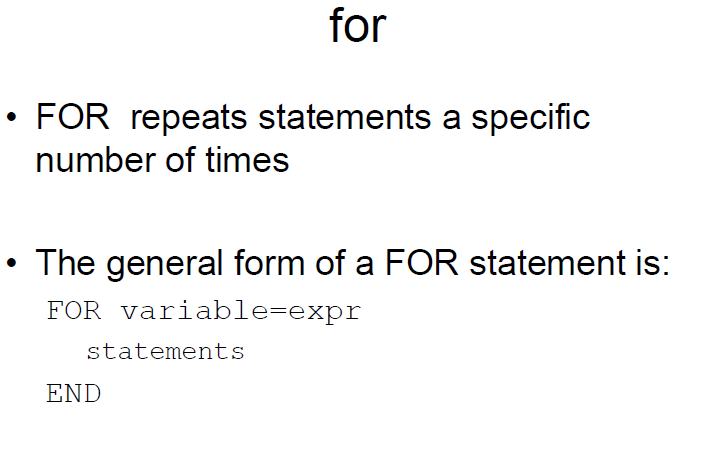 for
• FOR  repeats statements a specific
number of times
• The general form of a FOR statement is:
FOR variable=expr
statements
END